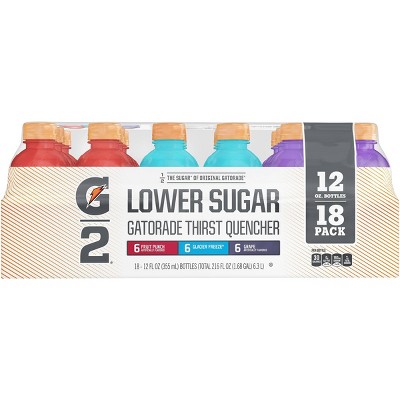 G
2
1/2 THE SUGAR* OF ORIGINAL GATORADE*
LOWER SUGAR
GATORADE THIRST QUENCHER
6 FRUIT PUNCH
6 GLACIER FREEZE®
6 GRAPE
18 - 12 FL OZ (355 mL) BOTTLES (TOTAL 216 FL OZ (1.68 GAL) 6.3 L)
12
OZ. BOTTLES
18
PACK